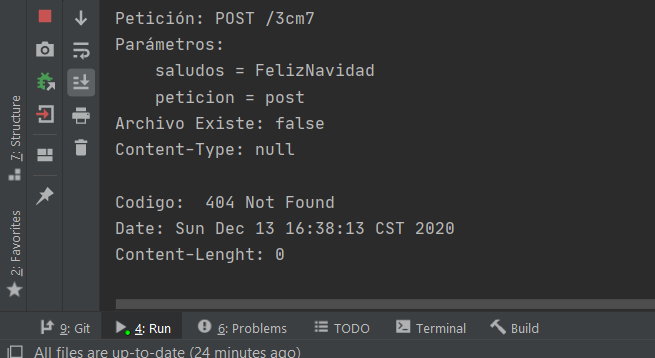 Petición: POST /3cm7
Parámetros:
saludos = FelizNavidad
peticion = post
Archivo Existe: false
Content-Type: null
Codigo:  404 Not Found
Date: Sun Dec 13 16:38:13 CST 2020
Content-Lenght: 0
7: Structure
2: Favorites
9: Git
4: Run
6: Problems
TODO
Terminal
Build
All files are up-to-date (24 minutes ago)